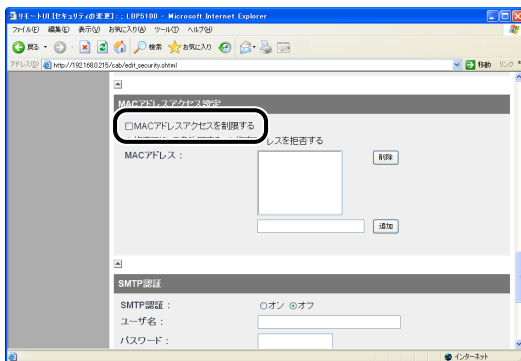 リモートUI [セキュリティの変更] : ; LBP5100 - Microsoft Internet Explorer
ファイル(F) 編集(E) 表示(V) お気に入り(A) ツール(T) ヘルプ(H)
戻る 検索 お気に入り
アドレス(D) http://192.168.0.215/cab/edit_security.shtml 移動 リンク
MACアドレスアクセス設定
MACアドレスアクセスを制限する
レスを拒否する
MACアドレス：
削除
追加
SMTP認証
SMTP認証： オン オフ
ユーザ名：
パスワード：
インターネット